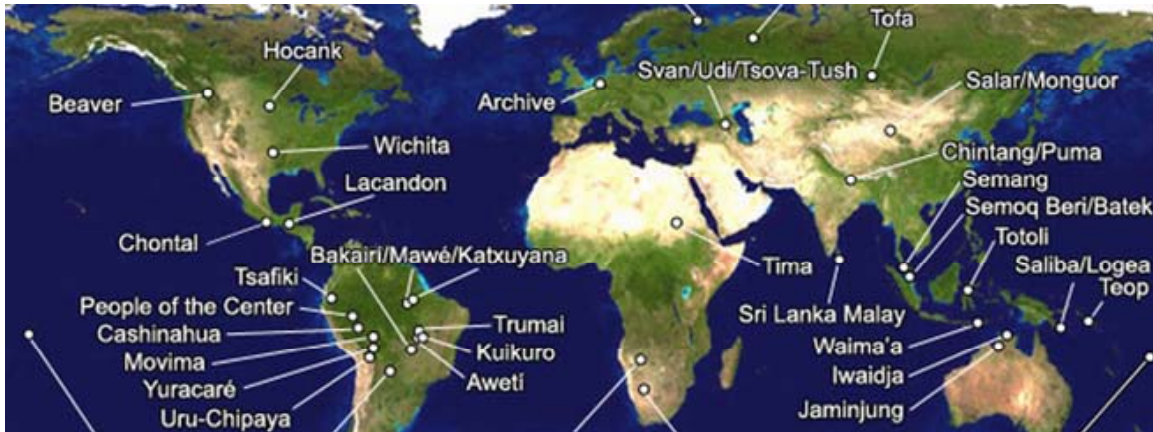 Tofa
Hocank
Svan/Udi/Tsova-Tush
Salar/Monguor
Beaver
Archive
Wichita
Chintang/Puma
Lacandon
Semang
Semoq Beri/Batek
Chontal
Totoli
Bakairí/Mawé/Katxuyana
Tima
Saliba/Logea
Tsafiki
Teop
People of the Center
Sri Lanka Malay
Cashinahua
Trumai
Waima'a
Movima
Kuikuro
Iwaidja
Yuracaré
Awetí
Jaminjung
Uru-Chipaya